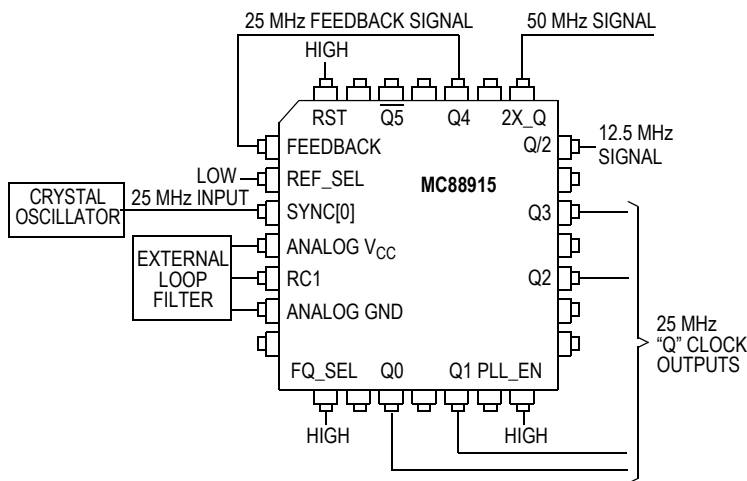 25 MHz FEEDBACK SIGNAL
50 MHz SIGNAL
HIGH
RST
Q5
Q4
2X_Q
FEEDBACK
Q/2
12.5 MHz
SIGNAL
LOW
REF_SEL
MC88915
CRYSTAL
OSCILLATOR
25 MHz INPUT
SYNC[0]
Q3
ANALOG VCC
EXTERNAL
LOOP
FILTER
RC1
Q2
ANALOG GND
25 MHz
“Q” CLOCK
OUTPUTS
FQ_SEL
Q0
Q1
PLL_EN
HIGH
HIGH